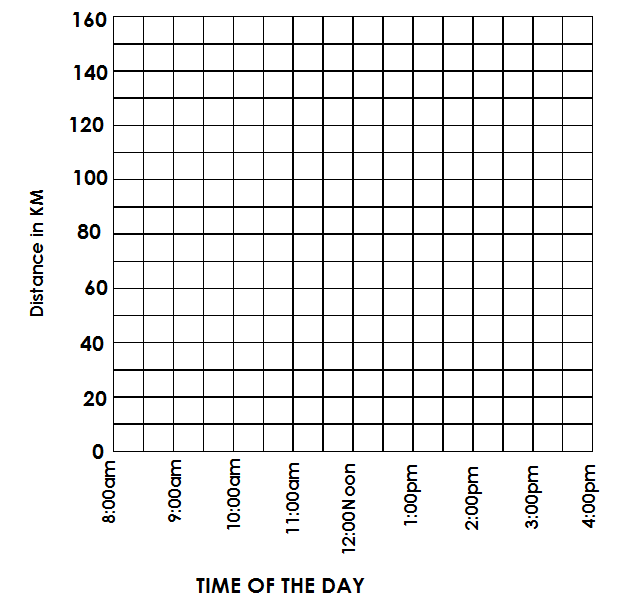 160
140
120
100
80
60
40
20
0
Distance in KM
8:00am
9:00am
10:00am
11:00am
12:00Noon
1:00pm
2:00pm
3:00pm
4:00pm
TIME OF THE DAY